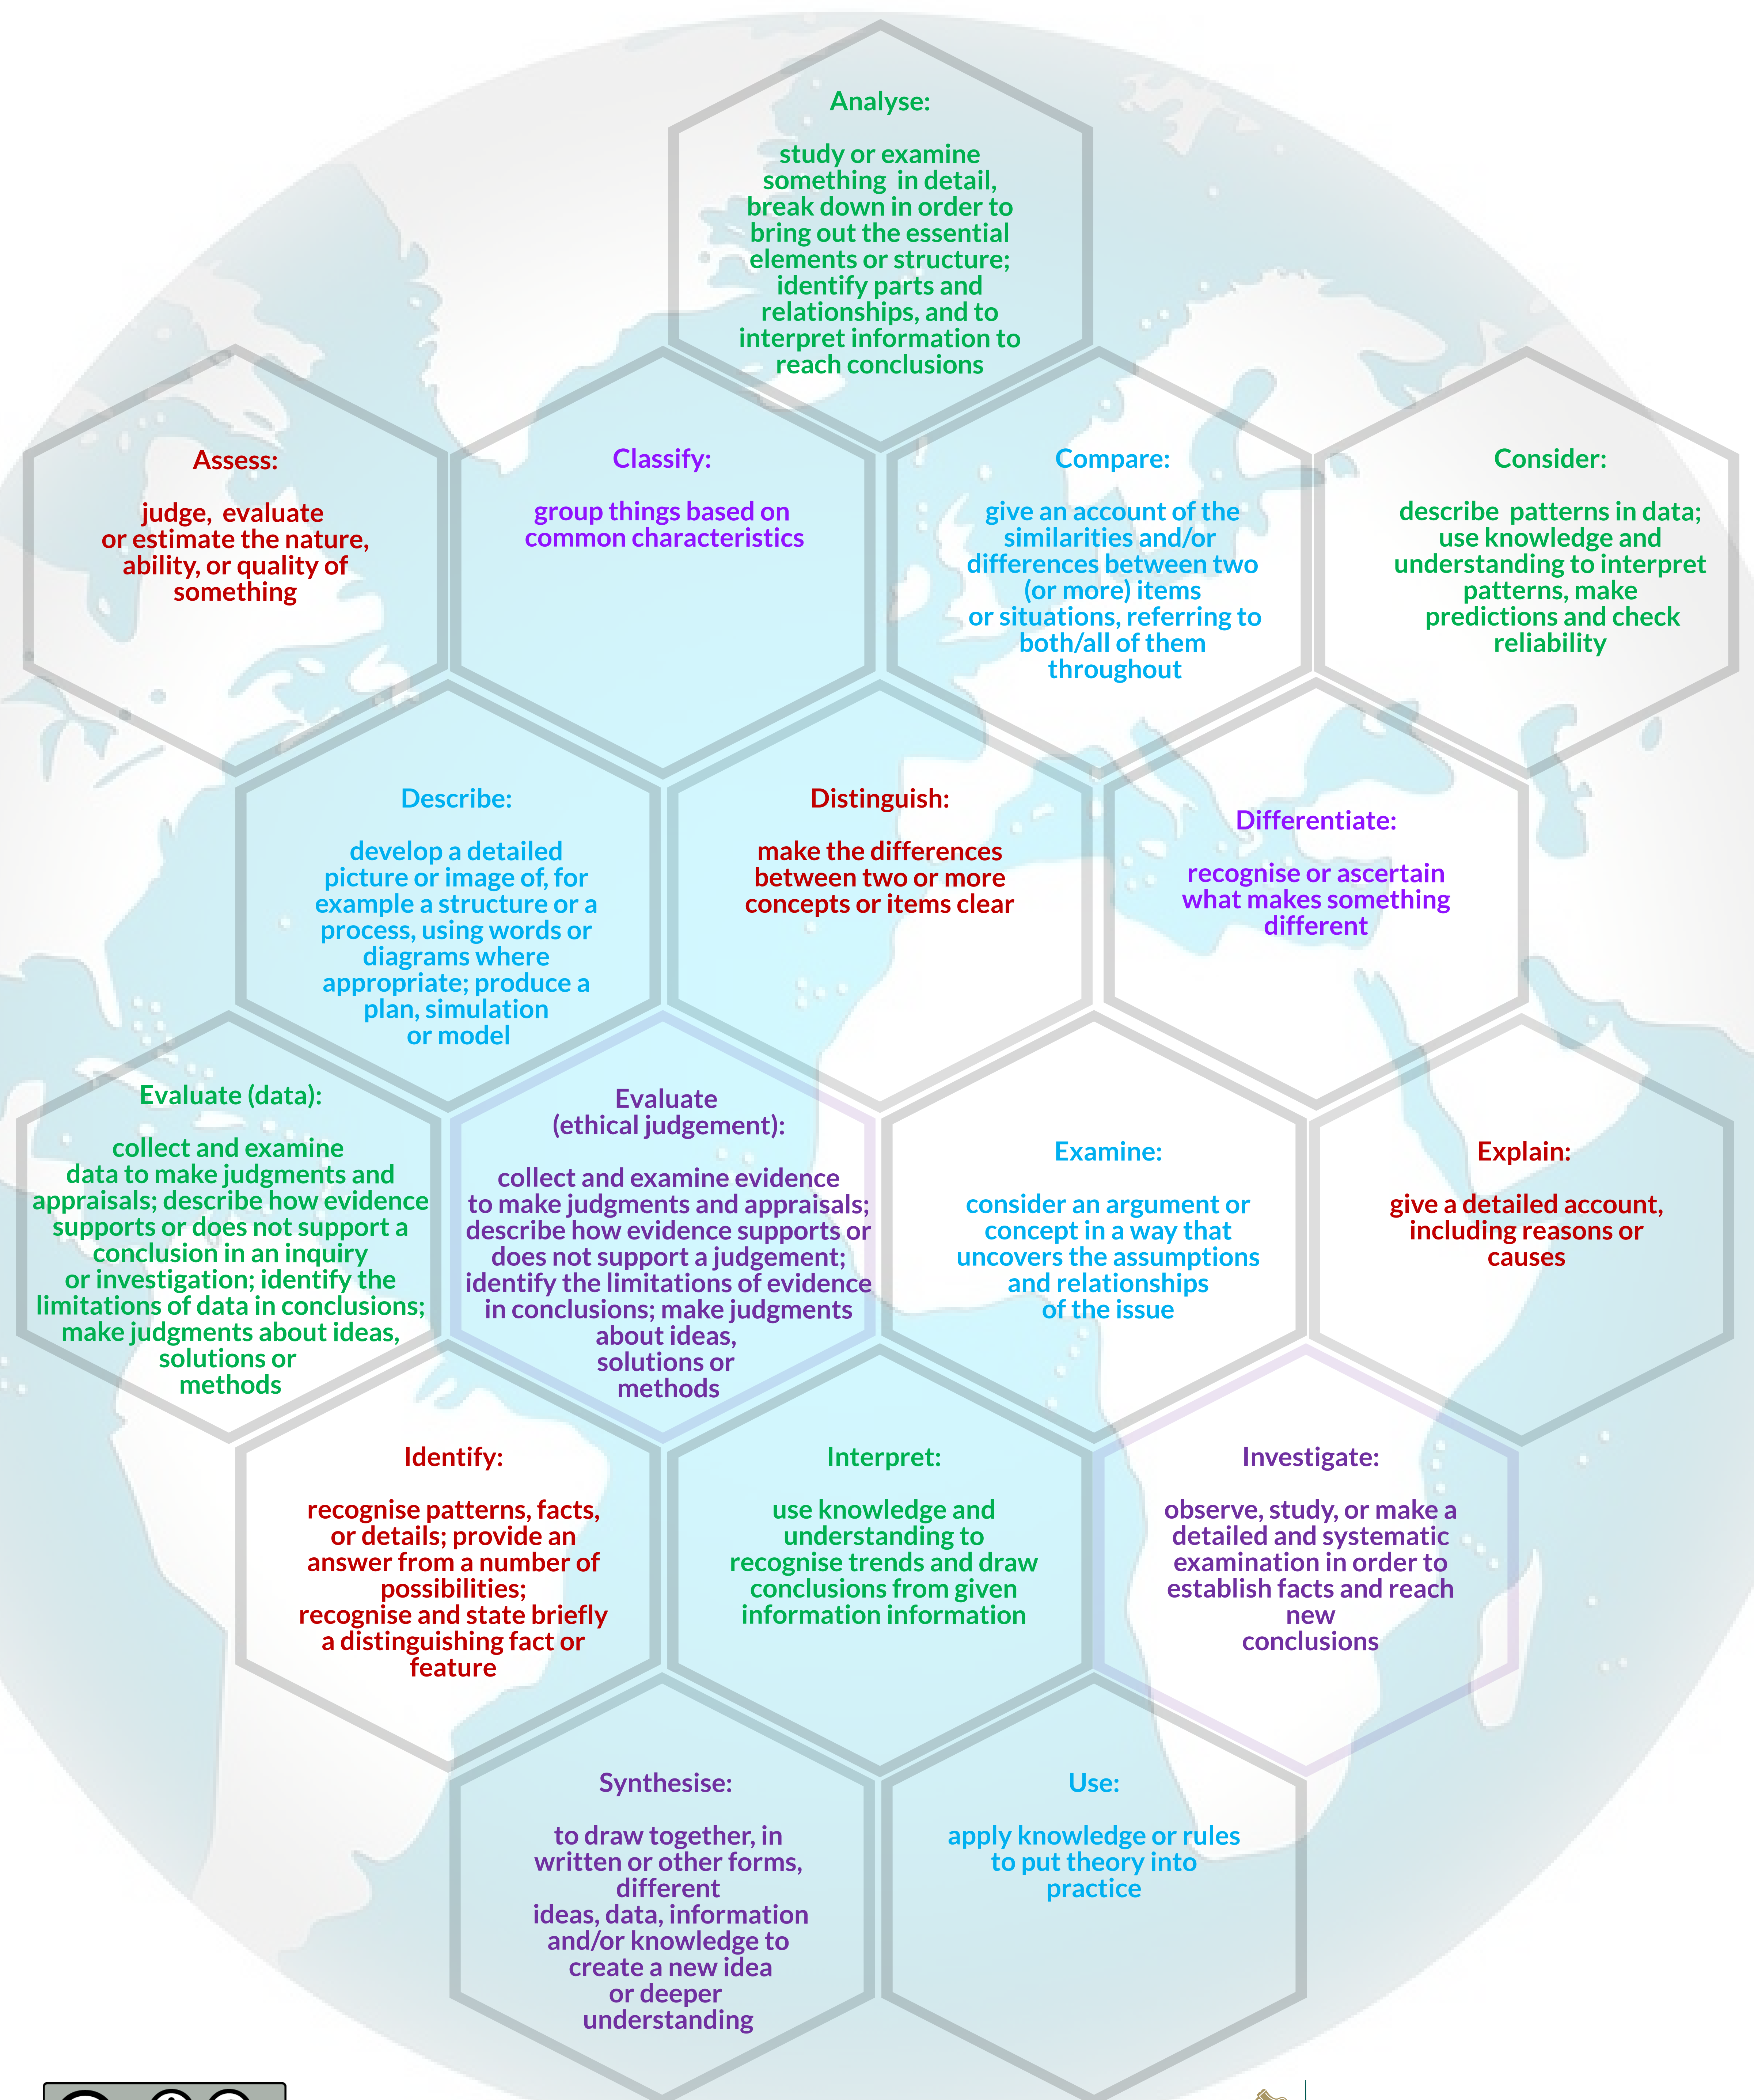 Analyse:
study or examine
something  in detail,
break down in order to
bring out the essential
elements or structure;
identify parts and
relationships, and to
interpret information to
reach conclusions
Assess:
judge,  evaluate
or estimate the nature,
ability, or quality of
something
Classify:
group things based on
common characteristics
Compare:
give an account of the
similarities and/or
differences between two
(or more) items
or situations, referring to
both/all of them
throughout
Consider:
describe  patterns in data;
use knowledge and
understanding to interpret
patterns, make
predictions and check
reliability
Describe:
develop a detailed
picture or image of, for
example a structure or a
process, using words or
diagrams where
appropriate; produce a
plan, simulation
or model
Distinguish:
make the differences
between two or more
concepts or items clear
Differentiate:
recognise or ascertain
what makes something
different
Evaluate (data):
collect and examine
data to make judgments and
appraisals; describe how evidence
supports or does not support a
conclusion in an inquiry
or investigation; identify the
limitations of data in conclusions;
make judgments about ideas,
solutions or
methods
Evaluate
(ethical judgement):
collect and examine evidence
to make judgments and appraisals;
describe how evidence supports or
does not support a judgement;
identify the limitations of evidence
in conclusions; make judgments
about ideas,
solutions or
methods
Examine:
consider an argument or
concept in a way that
uncovers the assumptions
and relationships
of the issue
Explain:
give a detailed account,
including reasons or
causes
Identify:
recognise patterns, facts,
or details; provide an
answer from a number of
possibilities;
recognise and state briefly
a distinguishing fact or
feature
Interpret:
use knowledge and
understanding to
recognise trends and draw
conclusions from given
information information
Investigate:
observe, study, or make a
detailed and systematic
examination in order to
establish facts and reach
new
conclusions
Synthesise:
to draw together, in
written or other forms,
different
ideas, data, information
and/or knowledge to
create a new idea
or deeper
understanding
Use:
apply knowledge or rules
to put theory into
practice